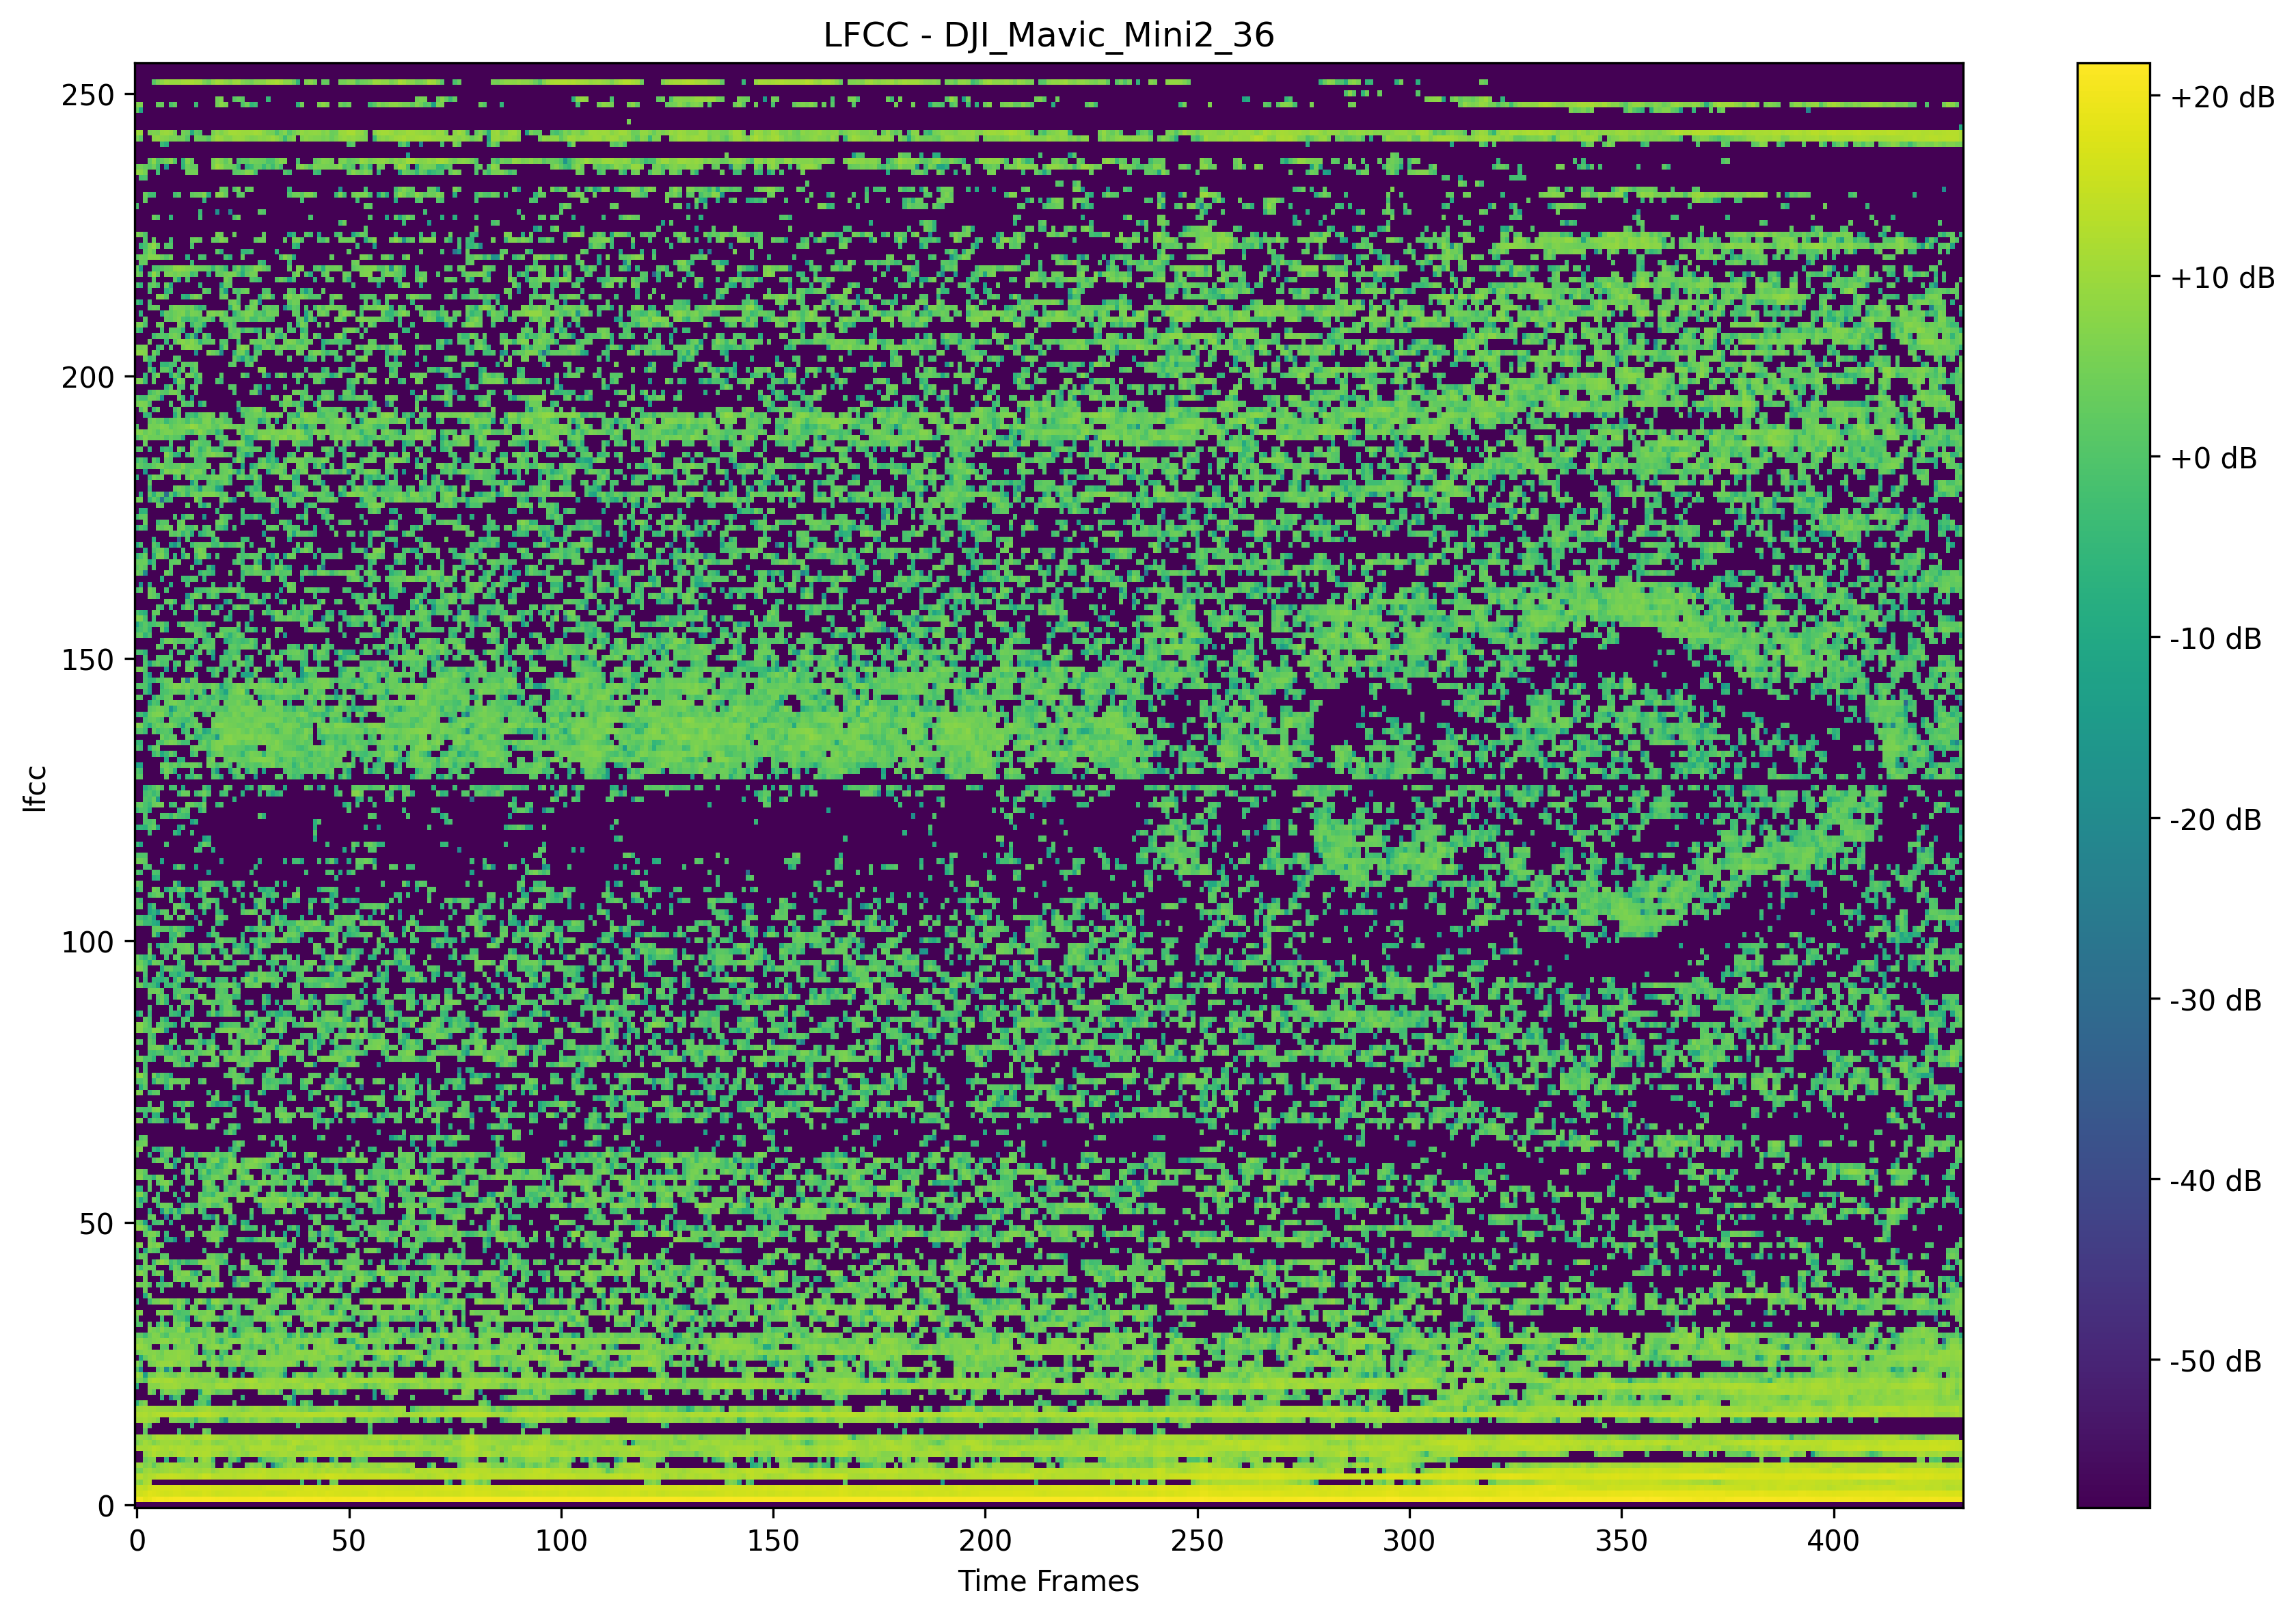 LFCC - DJI_Mavic_Mini2_36
250
200
150
100
50
0
lfcc
0 50 100 150 200 250 300 350 400
Time Frames
+20 dB
+10 dB
+0 dB
-10 dB
-20 dB
-30 dB
-40 dB
-50 dB